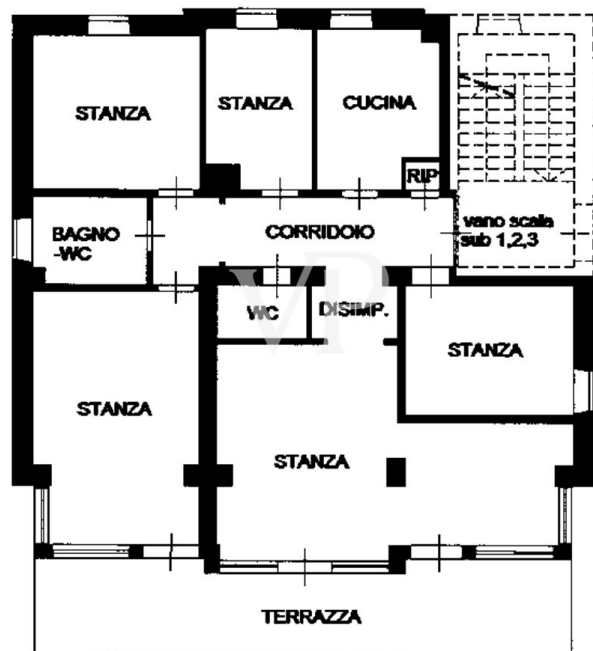 STANZA
STANZA
CUCINA
RIP
BAGNO
-WC
CORRIDOIO
vano scala
sub 1,2,3
WC
DISIMP.
VP
STANZA
STANZA
STANZA
TERRAZZA